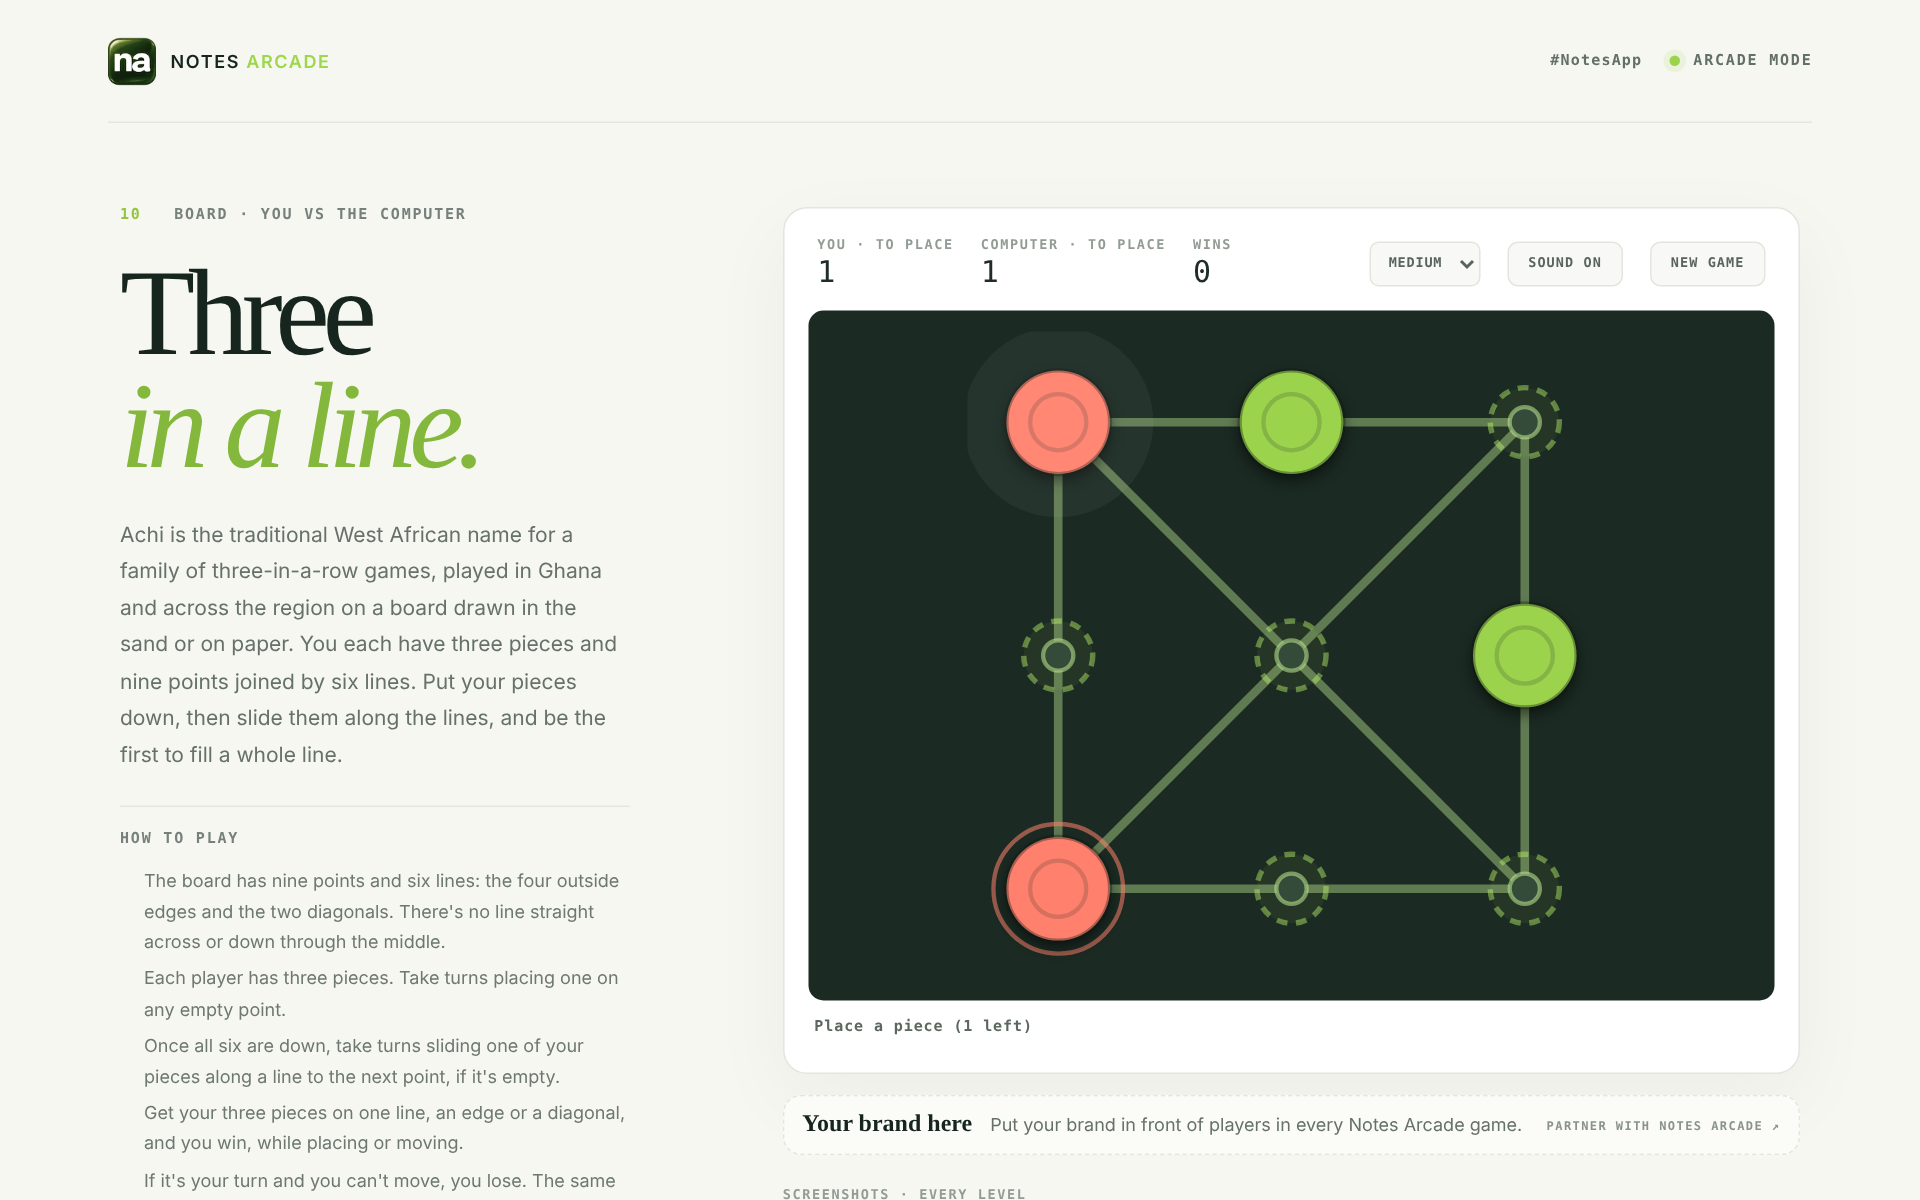 na NOTES ARCADE
#NotesApp ARCADE MODE
10 BOARD · YOU VS THE COMPUTER
Three
in a line.
Achi is the traditional West African name for a
family of three-in-a-row games, played in Ghana
and across the region on a board drawn in the
sand or on paper. You each have three pieces and
nine points joined by six lines. Put your pieces
down, then slide them along the lines, and be the
first to fill a whole line.
HOW TO PLAY
The board has nine points and six lines: the four outside
edges and the two diagonals. There's no line straight
across or down through the middle.
Each player has three pieces. Take turns placing one on
any empty point.
Once all six are down, take turns sliding one of your
pieces along a line to the next point, if it's empty.
Get your three pieces on one line, an edge or a diagonal,
and you win, while placing or moving.
If it's your turn and you can't move, you lose. The same
YOU · TO PLACE COMPUTER · TO PLACE WINS
1 1 0
MEDIUM SOUND ON NEW GAME
Place a piece (1 left)
Your brand here Put your brand in front of players in every Notes Arcade game. PARTNER WITH NOTES ARCADE ↗
SCREENSHOTS · EVERY LEVEL